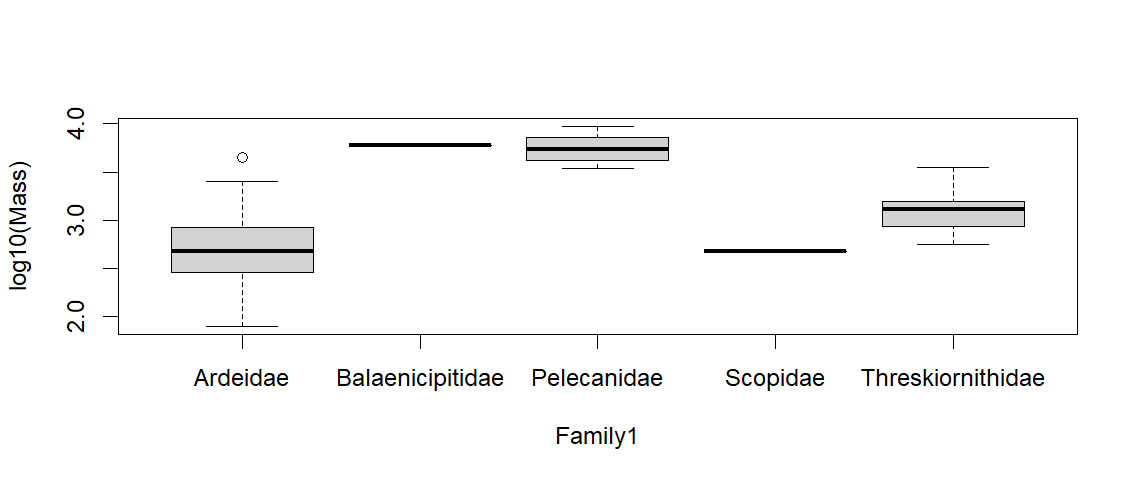 log10(Mass)
4.0
3.0
2.0
Ardeidae Balaenicipitidae Pelecanidae Scopidae Threskiornithidae
Family1